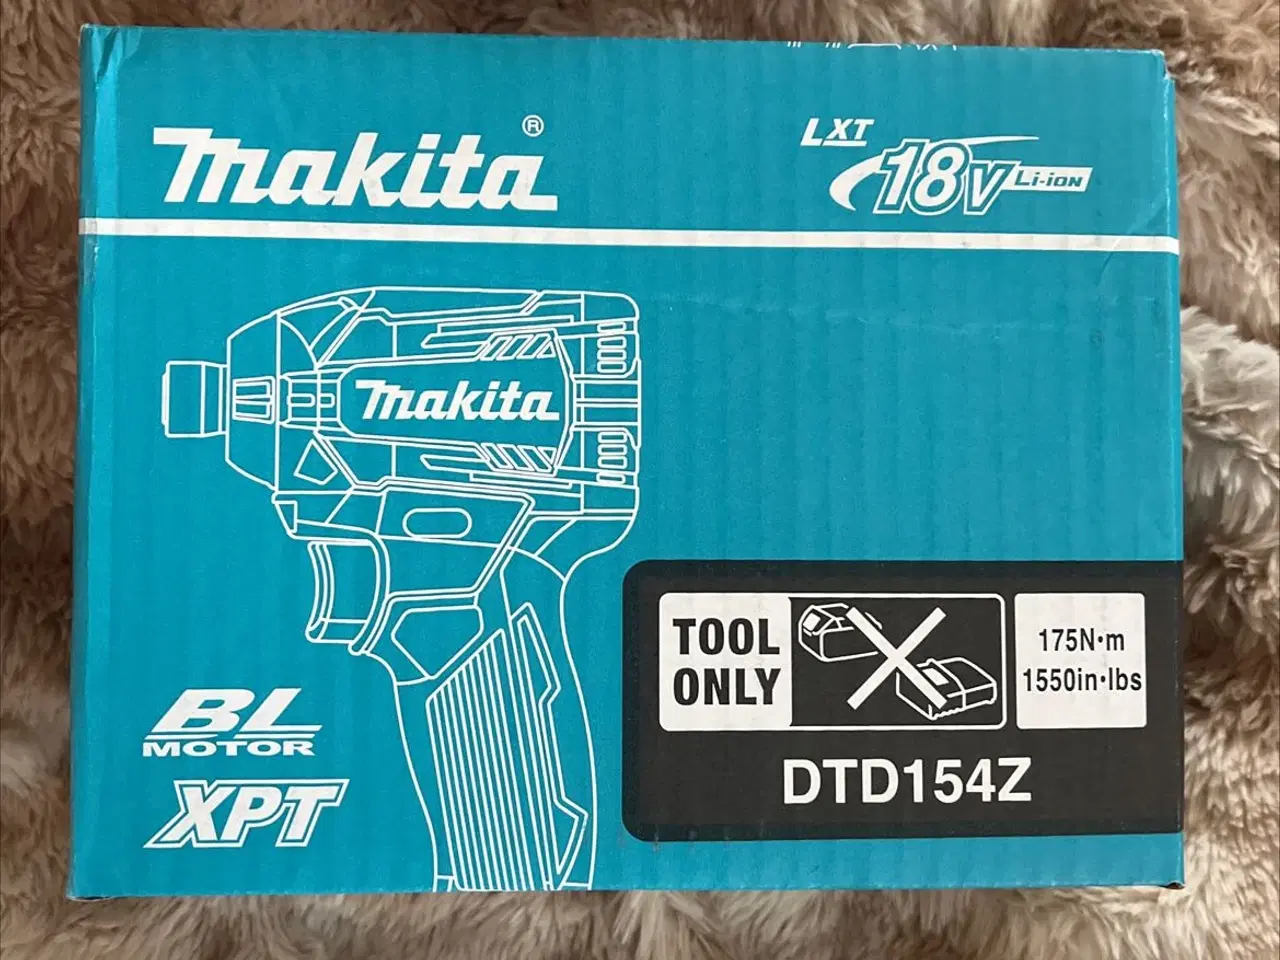 makita®
LXT
18V Li-ion
makita
TOOL
ONLY
175N•m
1550in•lbs
BL
MOTOR
XPT
DTD154Z